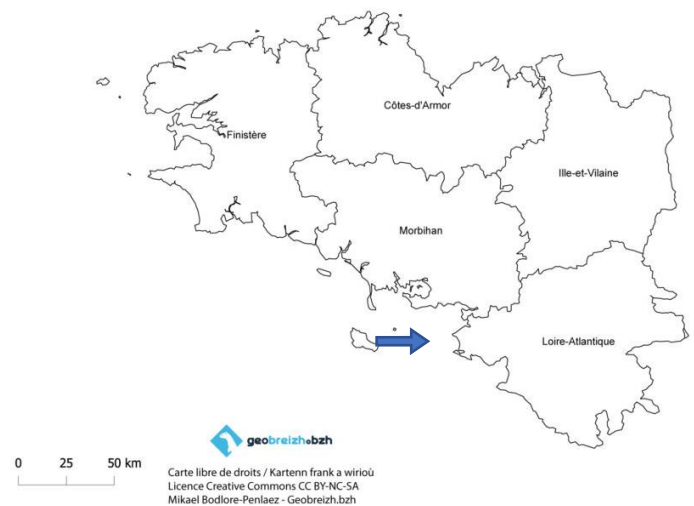 Côtes-d'Armor
Finistère
Ille-et-Vilaine
Morbihan
Loire-Atlantique
geobreizh.bzh
0 25 50 km
Carte libre de droits / Kartenn frank a wirioù
Licence Creative Commons CC BY-NC-SA
Mikael Bodlore-Penlaez - Geobreizh.bzh